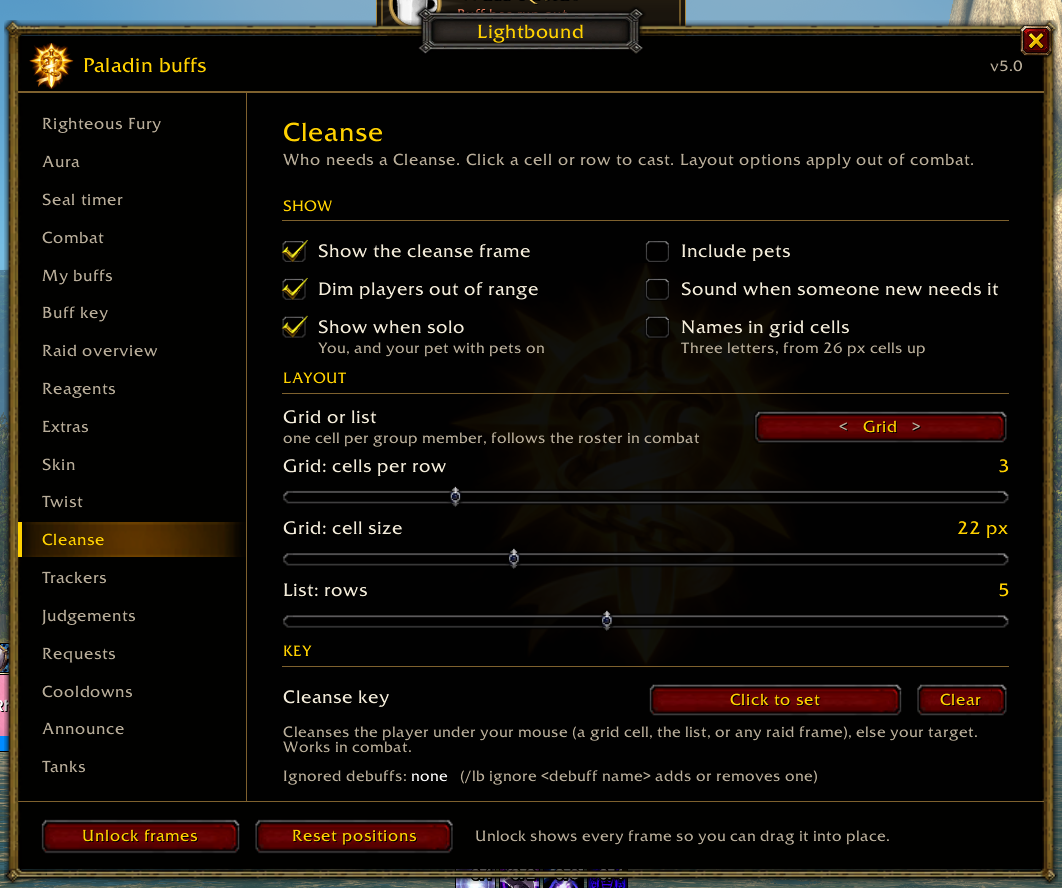 Lightbound
Paladin buffs
v5.0
Righteous Fury
Aura
Seal timer
Combat
My buffs
Buff key
Raid overview
Reagents
Extras
Skin
Twist
Cleanse
Trackers
Judgements
Requests
Cooldowns
Announce
Tanks
Cleanse
Who needs a Cleanse. Click a cell or row to cast. Layout options apply out of combat.
SHOW
Show the cleanse frame
Include pets
Dim players out of range
Sound when someone new needs it
Show when solo
You, and your pet with pets on
Names in grid cells
Three letters, from 26 px cells up
LAYOUT
Grid or list
one cell per group member, follows the roster in combat
< Grid >
Grid: cells per row 3
Grid: cell size 22 px
List: rows 5
KEY
Cleanse key
Click to set
Clear
Cleanses the player under your mouse (a grid cell, the list, or any raid frame), else your target.
Works in combat.
Ignored debuffs: none (/lb ignore <debuff name> adds or removes one)
Unlock frames
Reset positions
Unlock shows every frame so you can drag it into place.